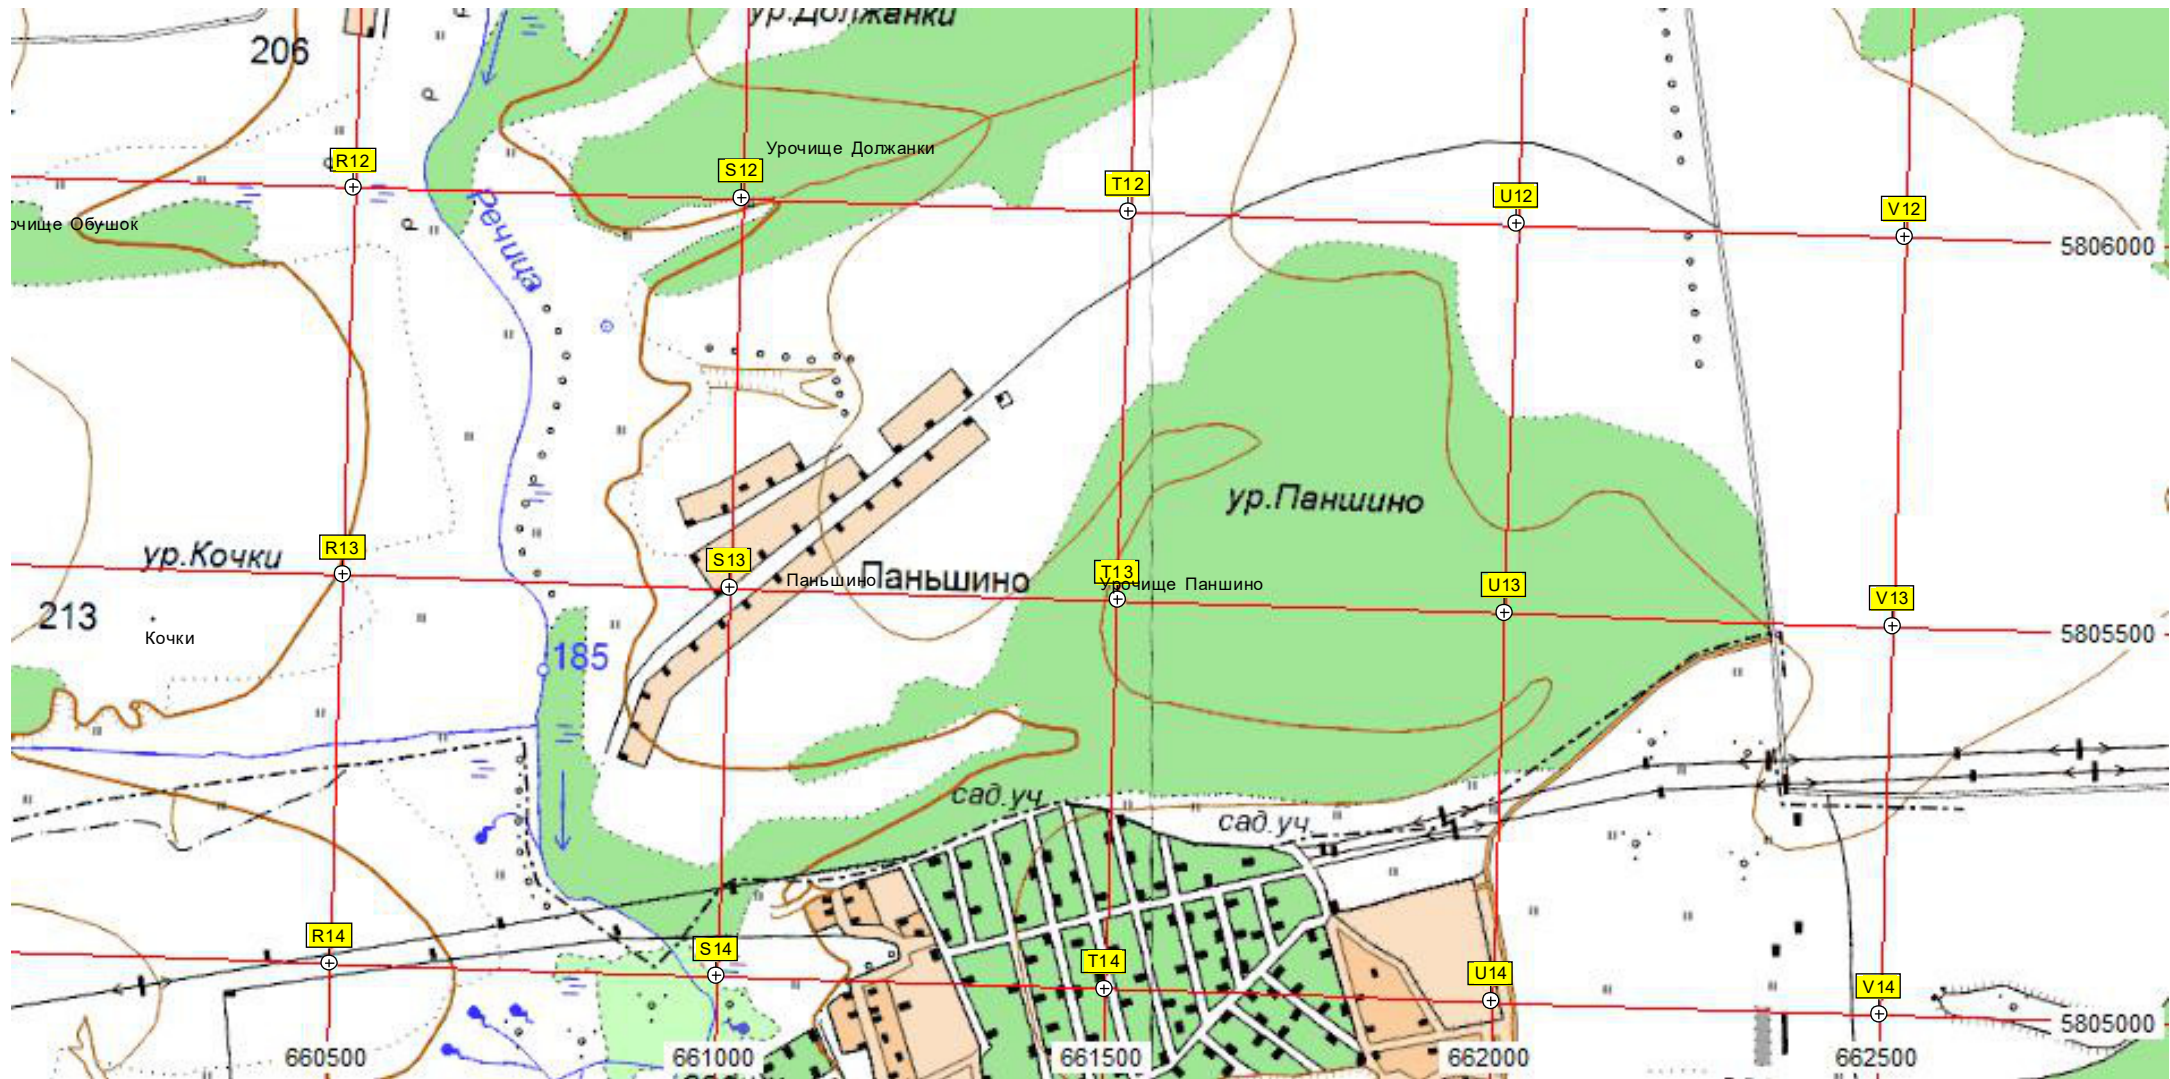 ур.Должанки
206
Урочище Должанки
R12
S12
T12
U12
V12
Речица
Обушок
5806000
ур.Паншино
ур.Кочки
R13
S13
T13
U13
V13
Паньшино
Паньшино
Урочище Паншино
213
Кочки
185
5805500
сад.уч.
сад.уч.
R14
S14
T14
U14
V14
5805000
660500
661000
661500
662000
662500